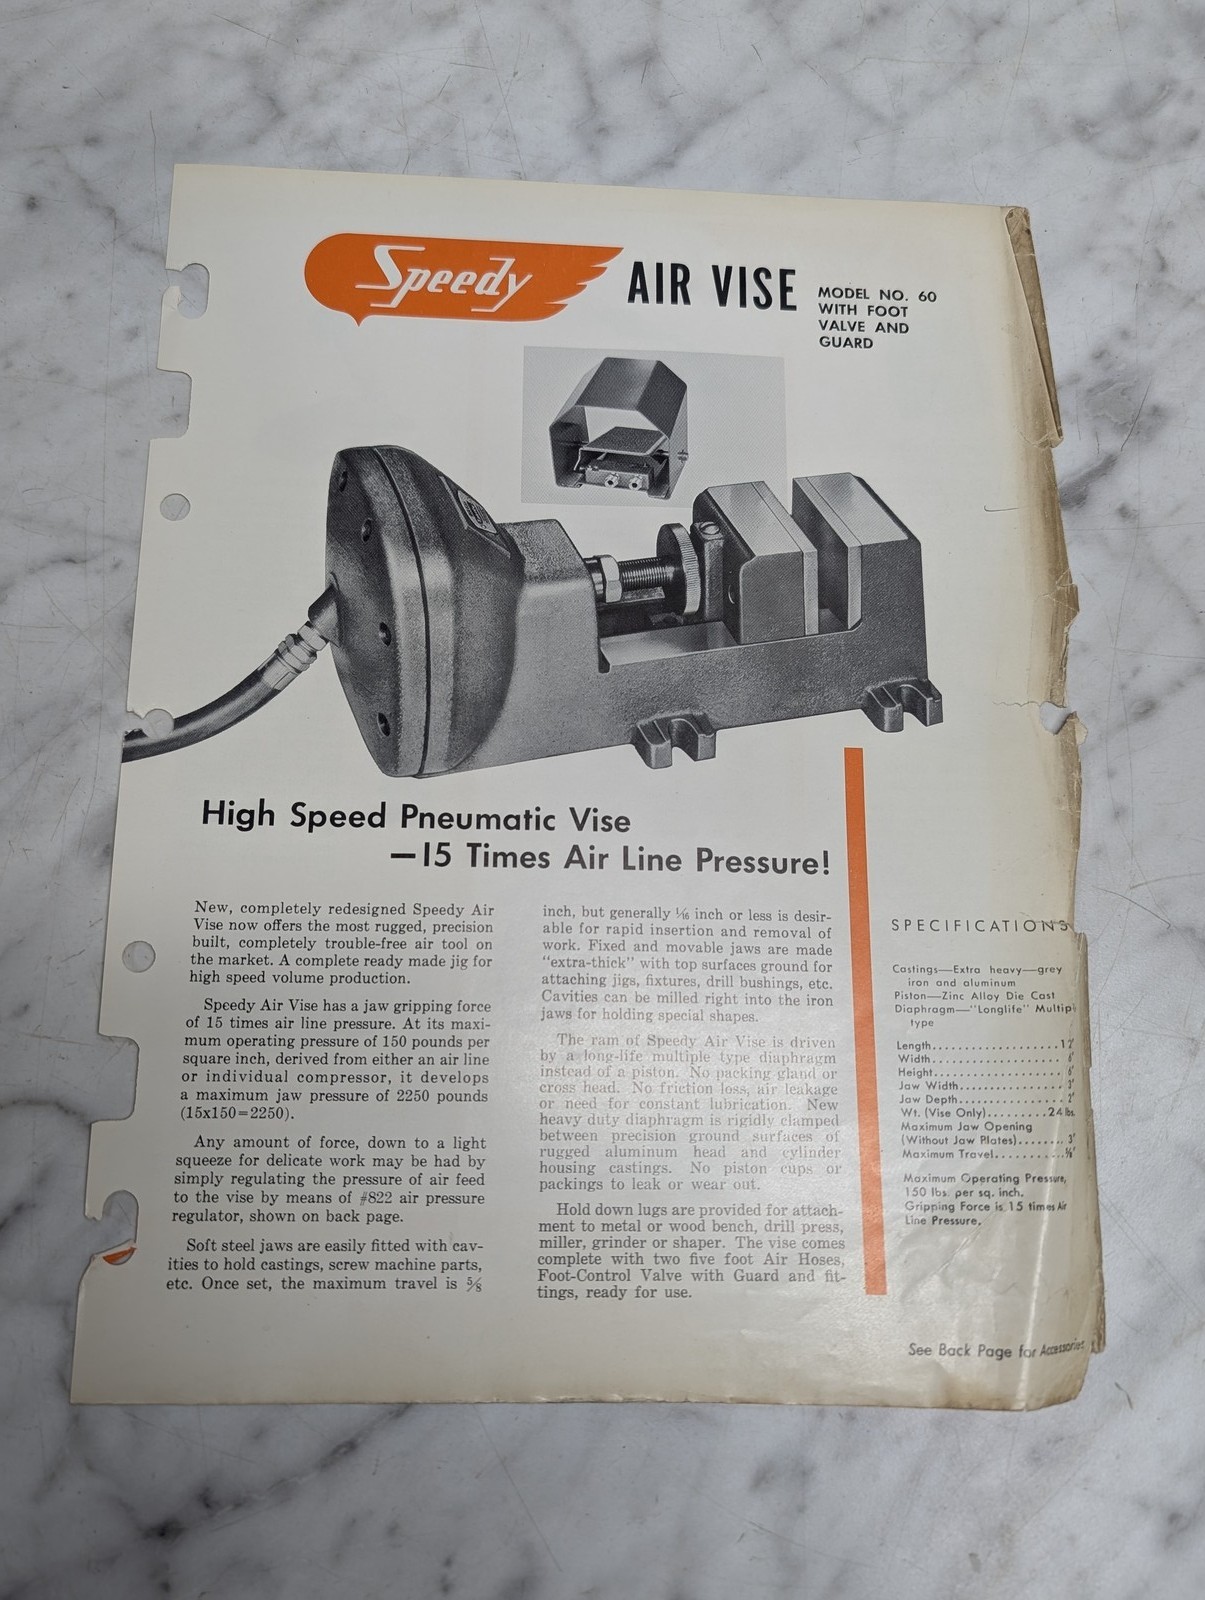 Speedy
AIR VISE
MODEL NO. 60
WITH FOOT
VALVE AND
GUARD
High Speed Pneumatic Vise
—15 Times Air Line Pressure!
New, completely redesigned Speedy Air
Vise now offers the most rugged, precision
built, completely trouble-free air tool on
the market. A complete ready made jig for
high speed volume production.
Speedy Air Vise has a jaw gripping force
of 15 times air line pressure. At its maxi-
mum operating pressure of 150 pounds per
square inch, derived from either an air line
or individual compressor, it develops
a maximum jaw pressure of 2250 pounds
(15x150=2250).
Any amount of force, down to a light
squeeze for delicate work may be had by
simply regulating the pressure of air feed
to the vise by means of #822 air pressure
regulator, shown on back page.
Soft steel jaws are easily fitted with cav-
ities to hold castings, screw machine parts,
etc. Once set, the maximum travel is 5/8
inch, but generally 1/16 inch or less is desir-
able for rapid insertion and removal of
work. Fixed and movable jaws are made
"extra-thick" with top surfaces ground for
attaching jigs, fixtures, drill bushings, etc.
Cavities can be milled right into the iron
jaws for holding special shapes.
The ram of Speedy Air Vise is driven
by a long-life multiple type diaphragm
instead of a piston. No packing gland or
cross head. No friction loss, air leakage
or need for constant lubrication. New
heavy duty diaphragm is rigidly clamped
between precision ground surfaces of
rugged aluminum head and cylinder
housing castings. No piston cups or
packings to leak or wear out.
Hold down lugs are provided for attach-
ment to metal or wood bench, drill press,
miller, grinder or shaper. The vise comes
complete with two five foot Air Hoses,
Foot-Control Valve with Guard and fit-
tings, ready for use.
SPECIFICATIONS
Castings—Extra heavy—grey
iron and aluminum
Piston—Zinc Alloy Die Cast
Diaphragm—"Longlife" Multiple
type
Length...................12"
Width................... 6"
Height................... 6"
Jaw Width................ 3"
Jaw Depth................ 2"
Wt. (Vise Only).........24 lbs.
Maximum Jaw Opening
(Without Jaw Plates)........ 3"
Maximum Travel..........5/8"
Maximum Operating Pressure,
150 lbs. per sq. inch.
Gripping Force is 15 times Air
Line Pressure.
See Back Page for Accessories